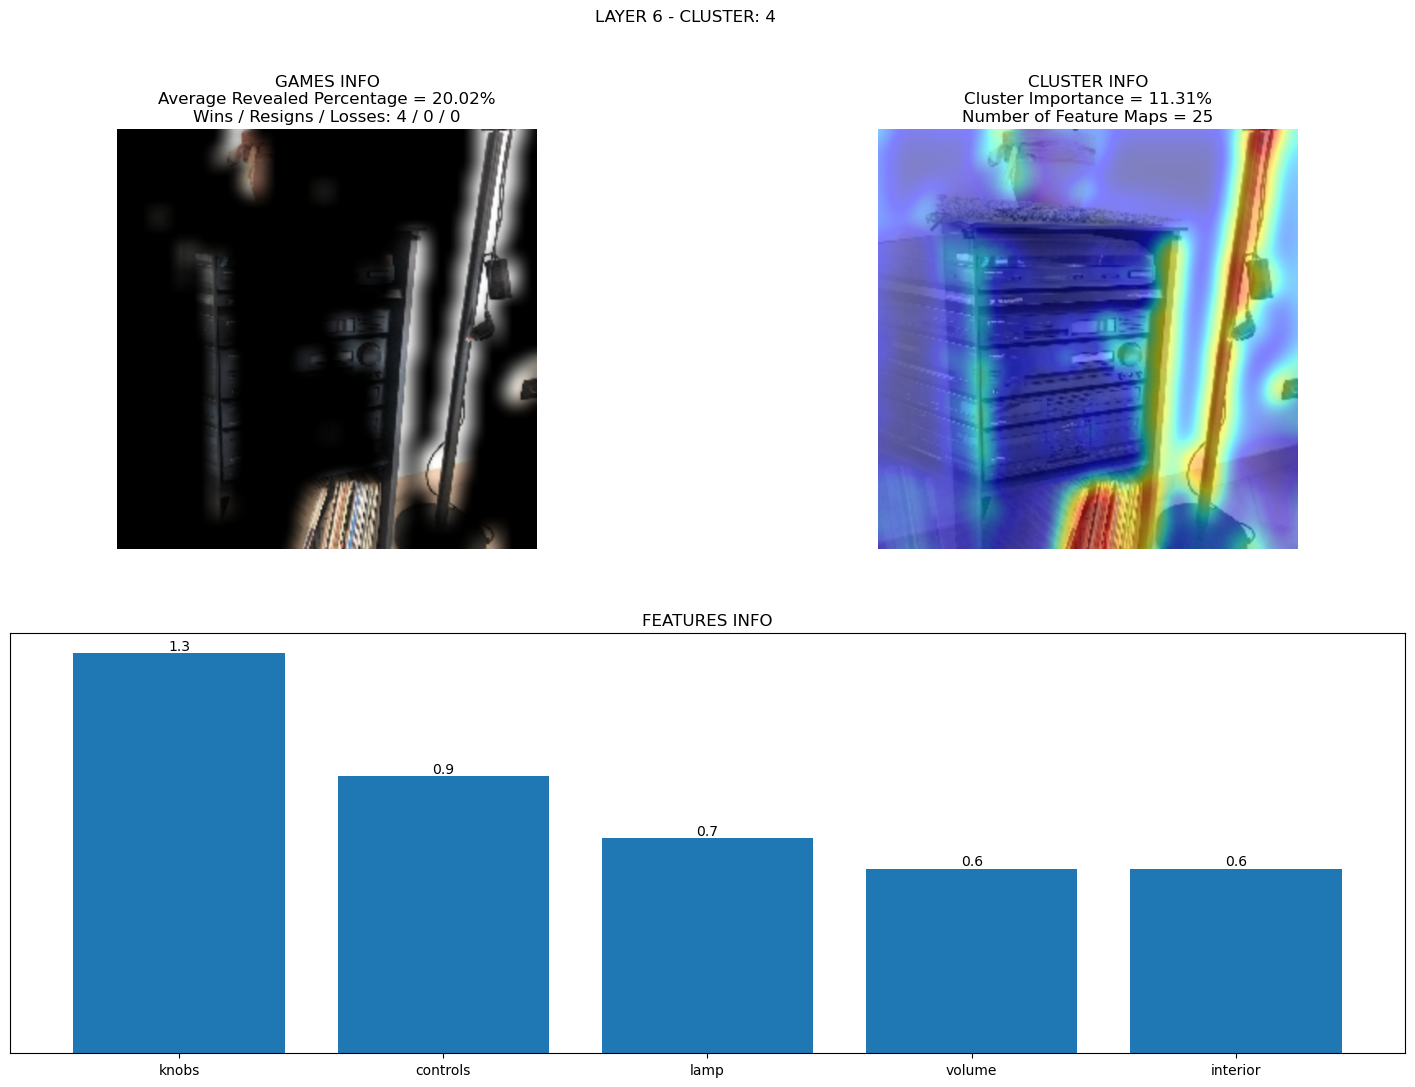 LAYER 6 - CLUSTER: 4
GAMES INFO
Average Revealed Percentage = 20.02%
Wins / Resigns / Losses: 4 / 0 / 0
CLUSTER INFO
Cluster Importance = 11.31%
Number of Feature Maps = 25
FEATURES INFO
1.3
0.9
0.7
0.6
0.6
knobs
controls
lamp
volume
interior